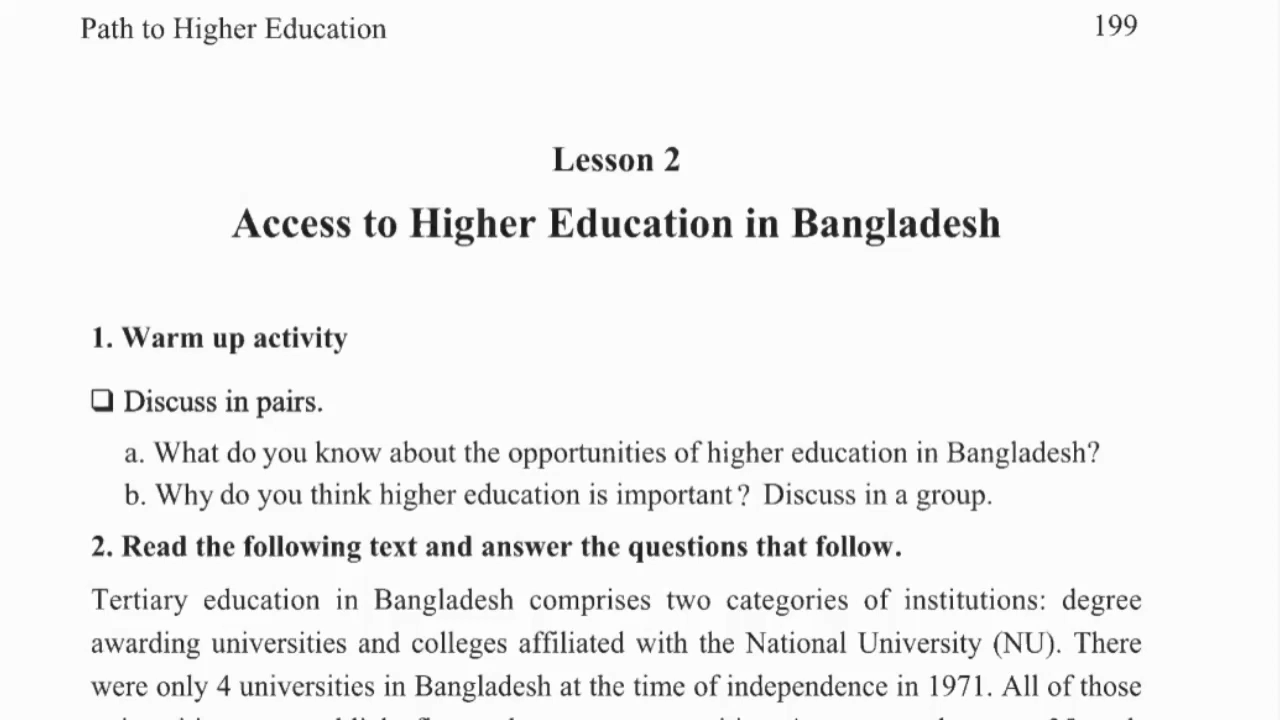 Path to Higher Education 199
Lesson 2
Access to Higher Education in Bangladesh
1. Warm up activity
❏ Discuss in pairs.
a. What do you know about the opportunities of higher education in Bangladesh?
b. Why do you think higher education is important? Discuss in a group.
2. Read the following text and answer the questions that follow.
Tertiary education in Bangladesh comprises two categories of institutions: degree
awarding universities and colleges affiliated with the National University (NU). There
were only 4 universities in Bangladesh at the time of independence in 1971. All of those